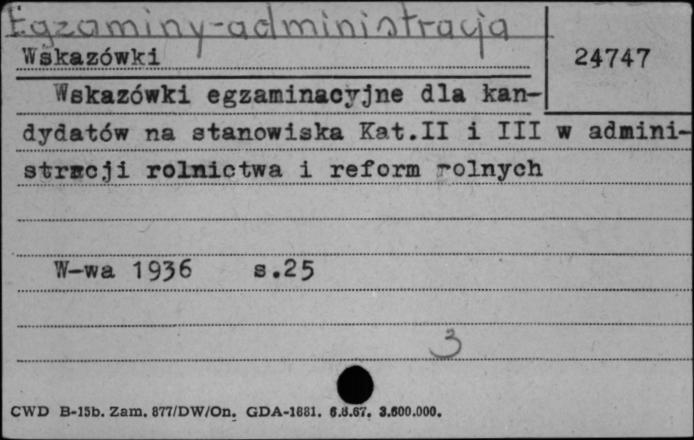 Egzaminy-administracja
Wskazówki
24747
Wskazówki egzaminacyjne dla kan-
dydatów na stanowiska Kat.II i III w admini-
stracji rolnictwa i reform rolnych
W-wa 1936 s.25
3
CWD B-15b. Zam. 877/DW/On. GDA-1681. 6.8.67. 3.600.000.